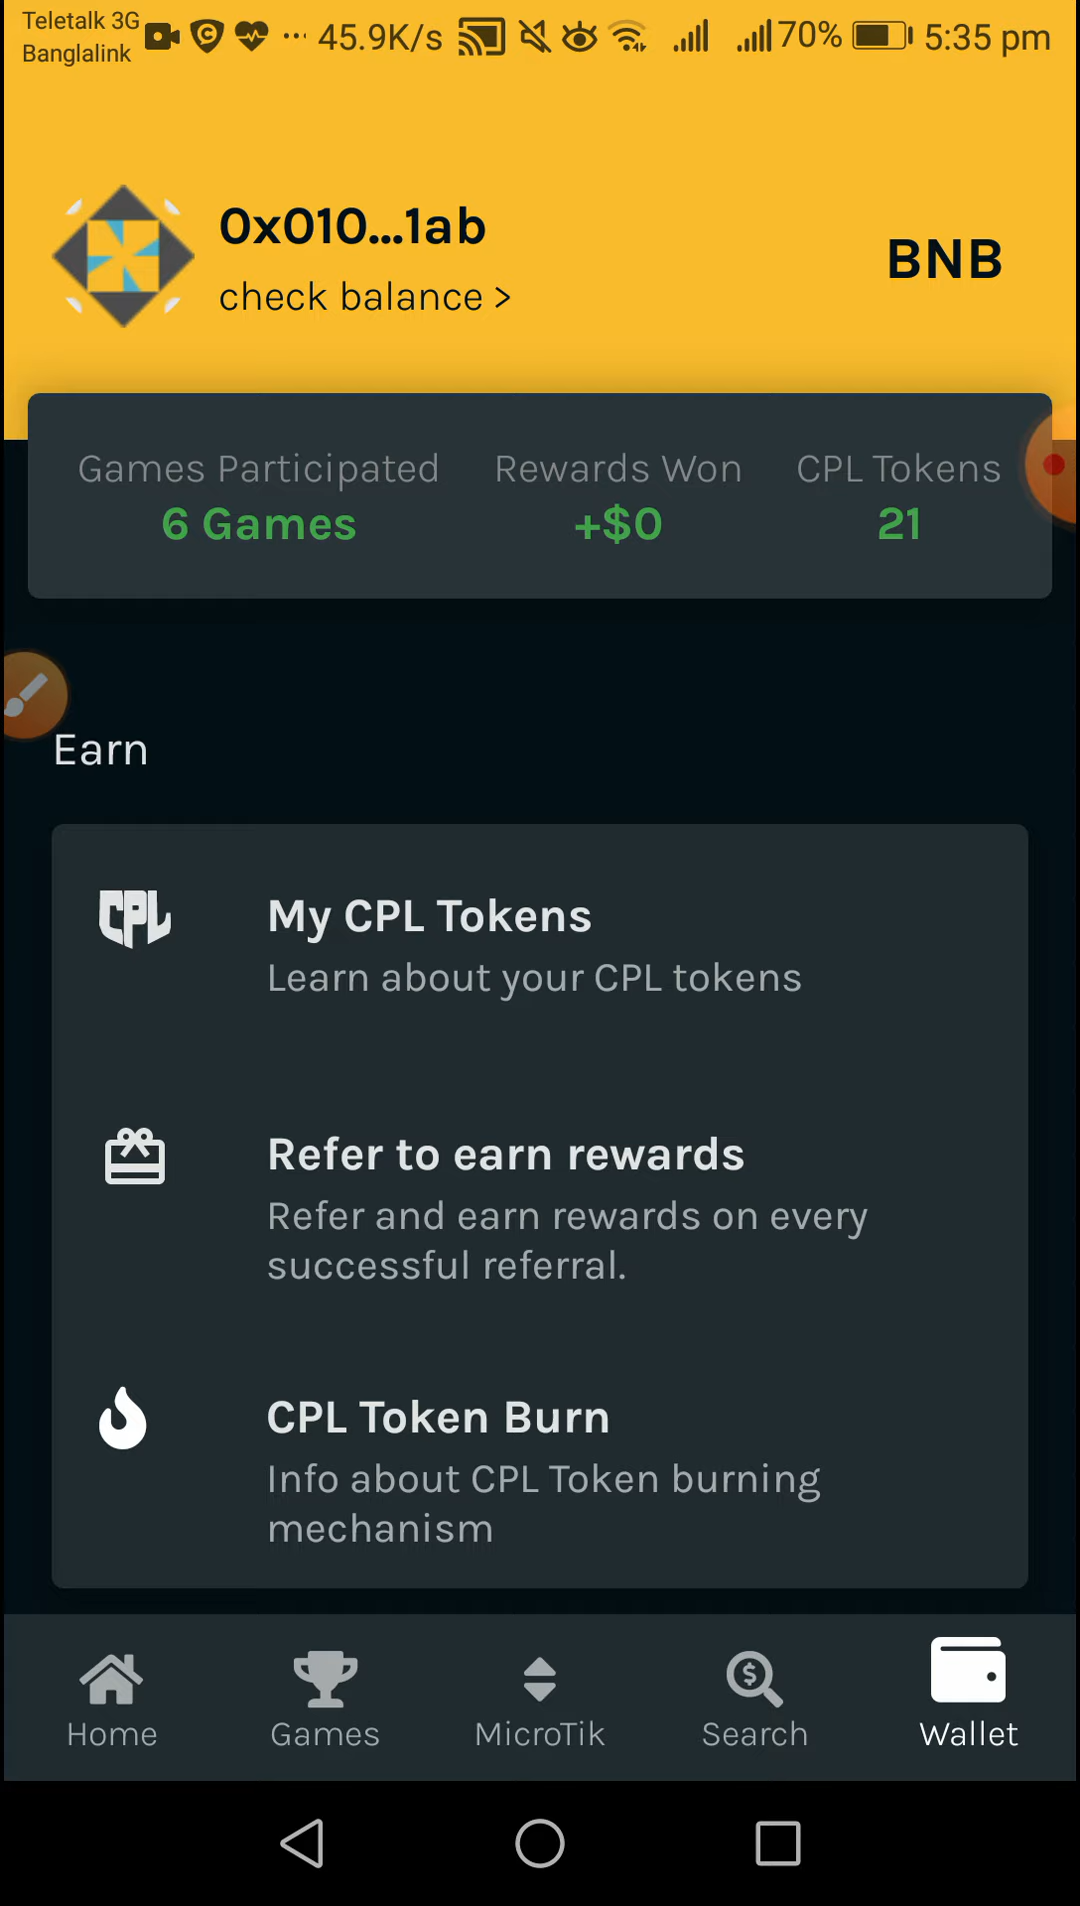 Teletalk 3G
Banglalink
45.9K/s
70%
5:35 pm
0x010...1ab
check balance >
BNB
Games Participated
6 Games
Rewards Won
+$0
CPL Tokens
21
Earn
CPL
My CPL Tokens
Learn about your CPL tokens
Refer to earn rewards
Refer and earn rewards on every
successful referral.
CPL Token Burn
Info about CPL Token burning
mechanism
Home
Games
MicroTik
Search
Wallet